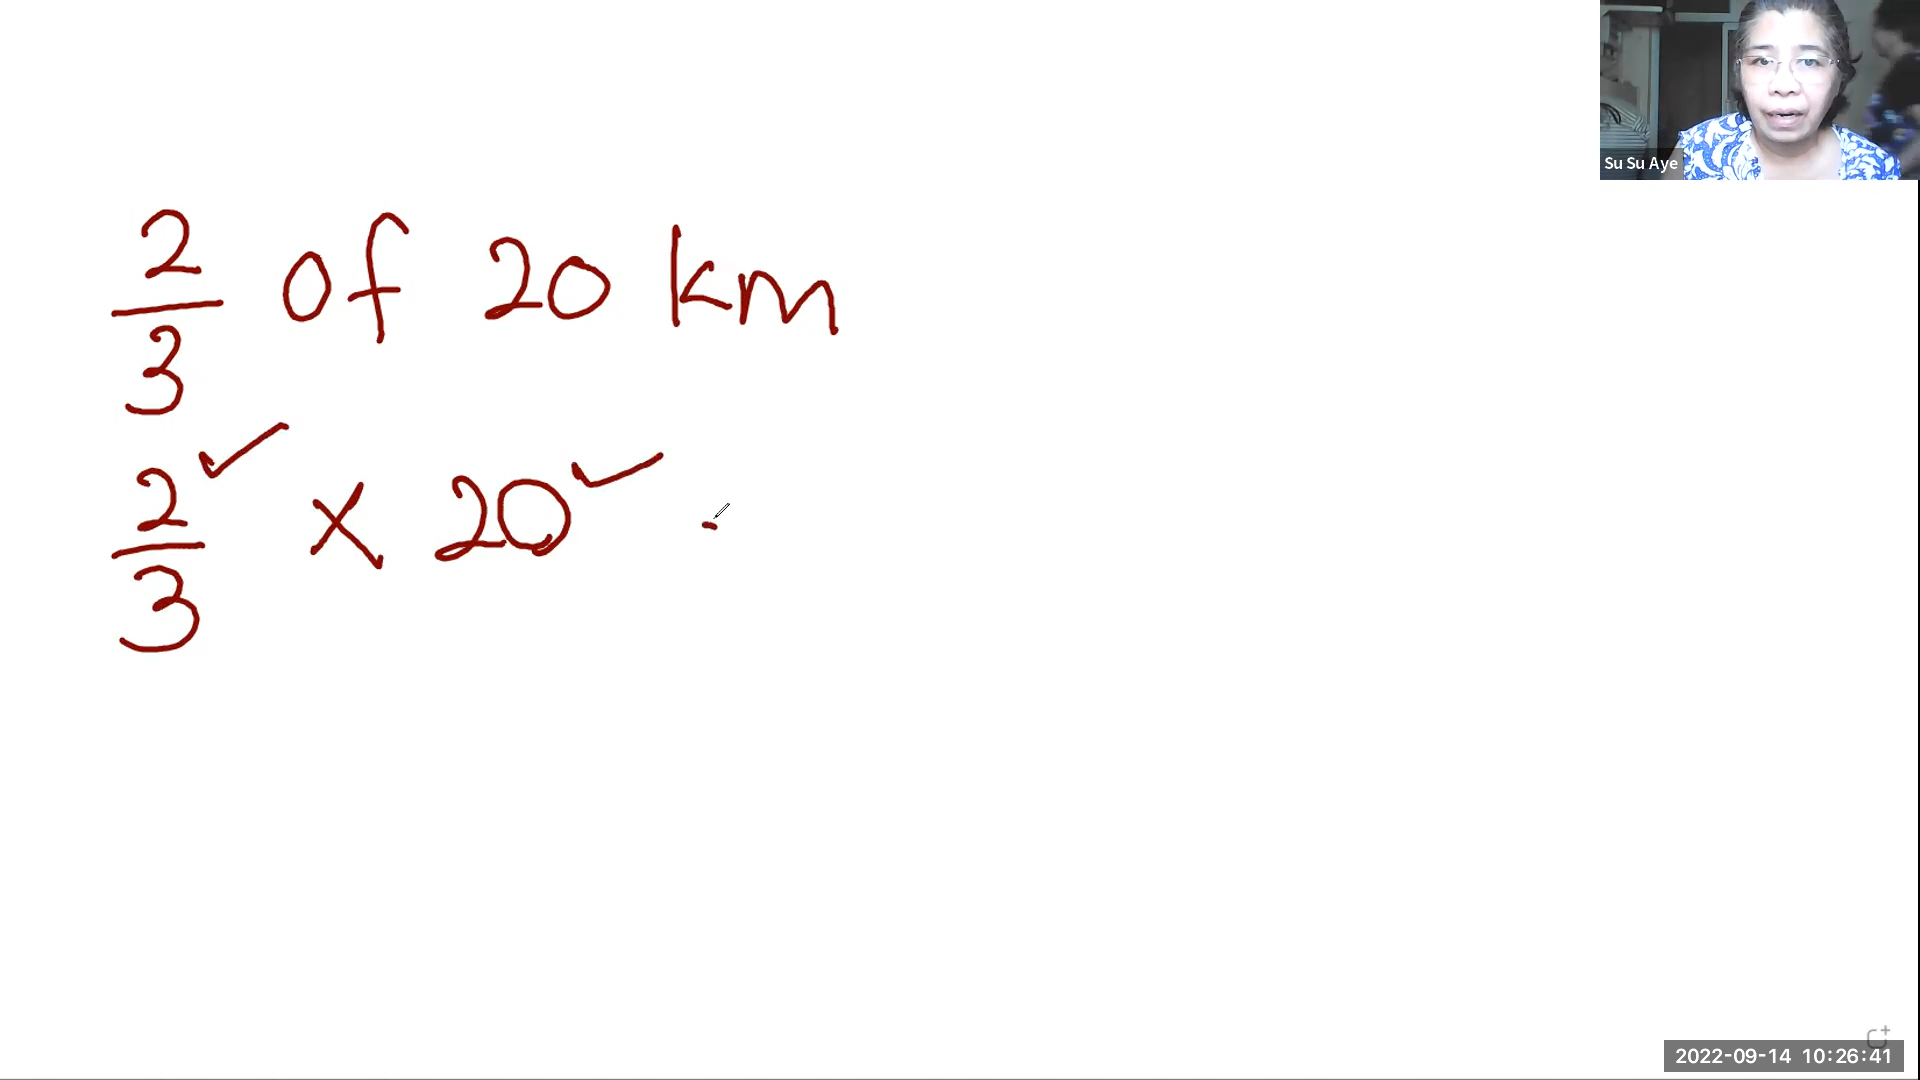 Su Su Aye
2/3 of 20 km
2/3 ✓ x 20 ✓ -
2022-09-14 10:26:41